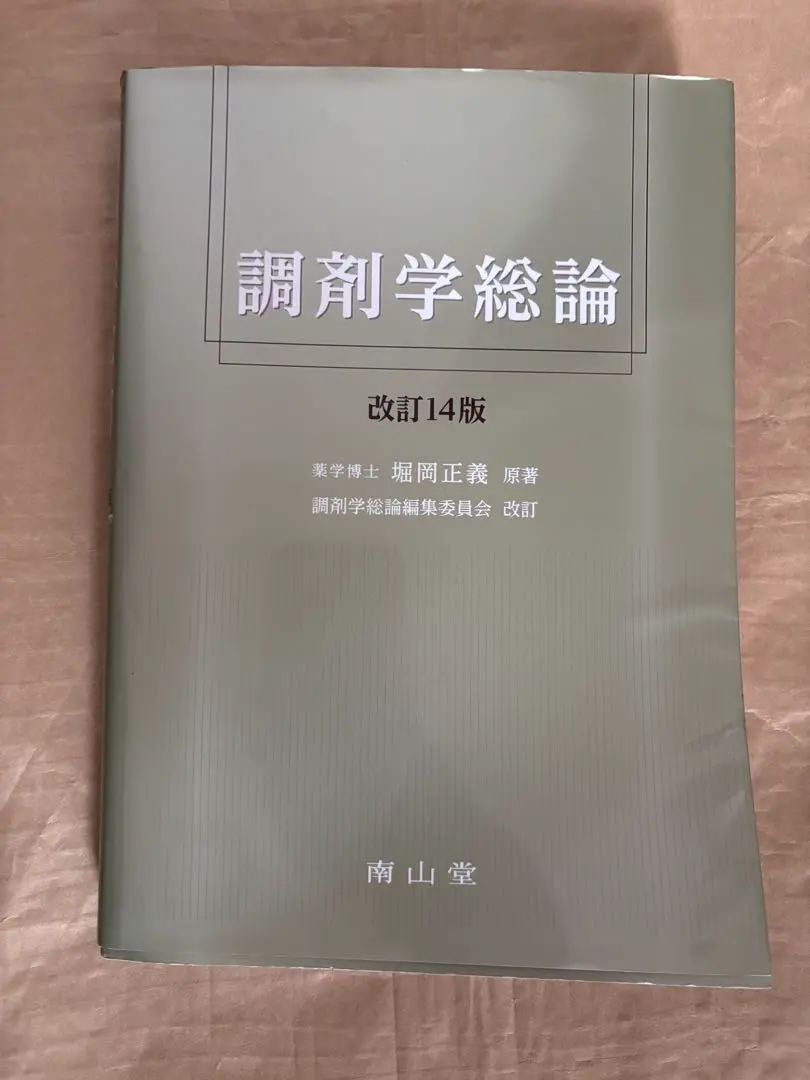 調剤学総論
改訂14版
薬学博士 堀岡正義 原著
調剤学総論編集委員会 改訂
南山堂